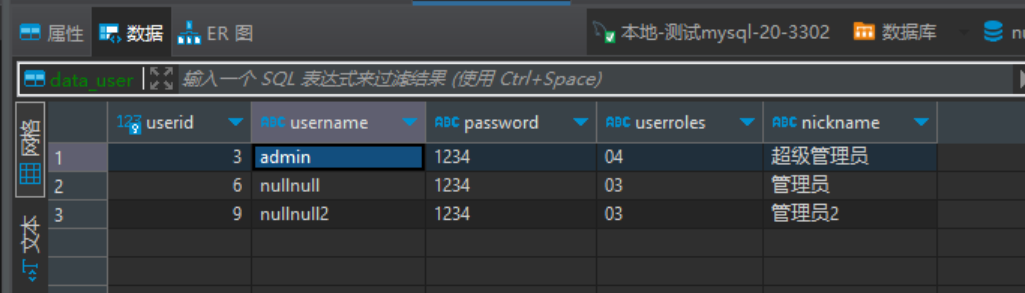 属性 数据 ER 图 本地-测试mysql-20-3302 数据库
data_user 输入一个 SQL 表达式来过滤结果 (使用 Ctrl+Space)
网格
文本
123 userid ABC username ABC password ABC userroles ABC nickname
1 3 admin 1234 04 超级管理员
2 6 nullnull 1234 03 管理员
3 9 nullnull2 1234 03 管理员2